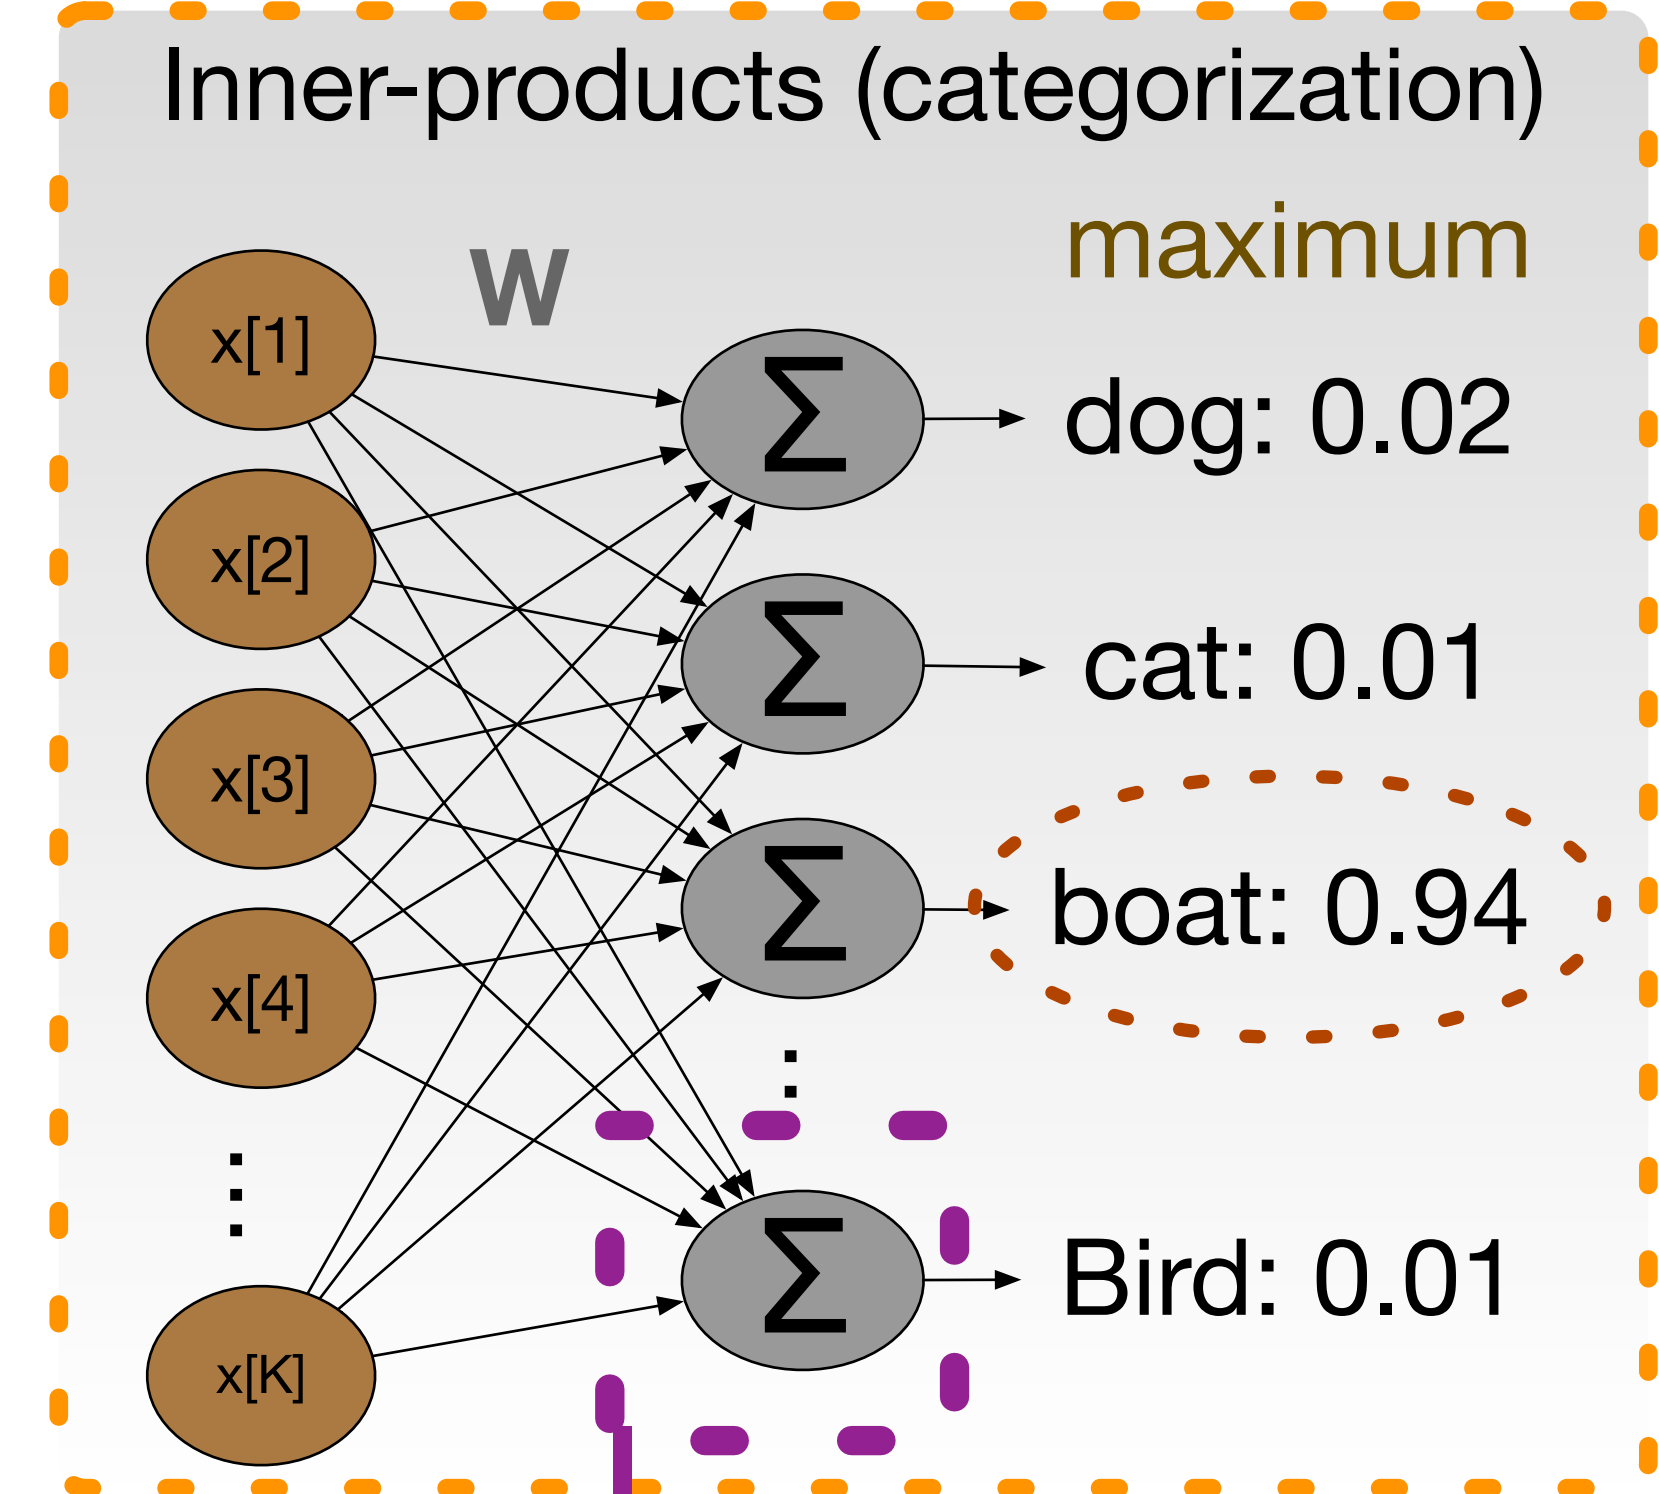 Inner-products (categorization)
maximum
W
x[1]
x[2]
x[3]
x[4]
⋮
x[K]
Σ
Σ
Σ
:
Σ
dog: 0.02
cat: 0.01
boat: 0.94
Bird: 0.01